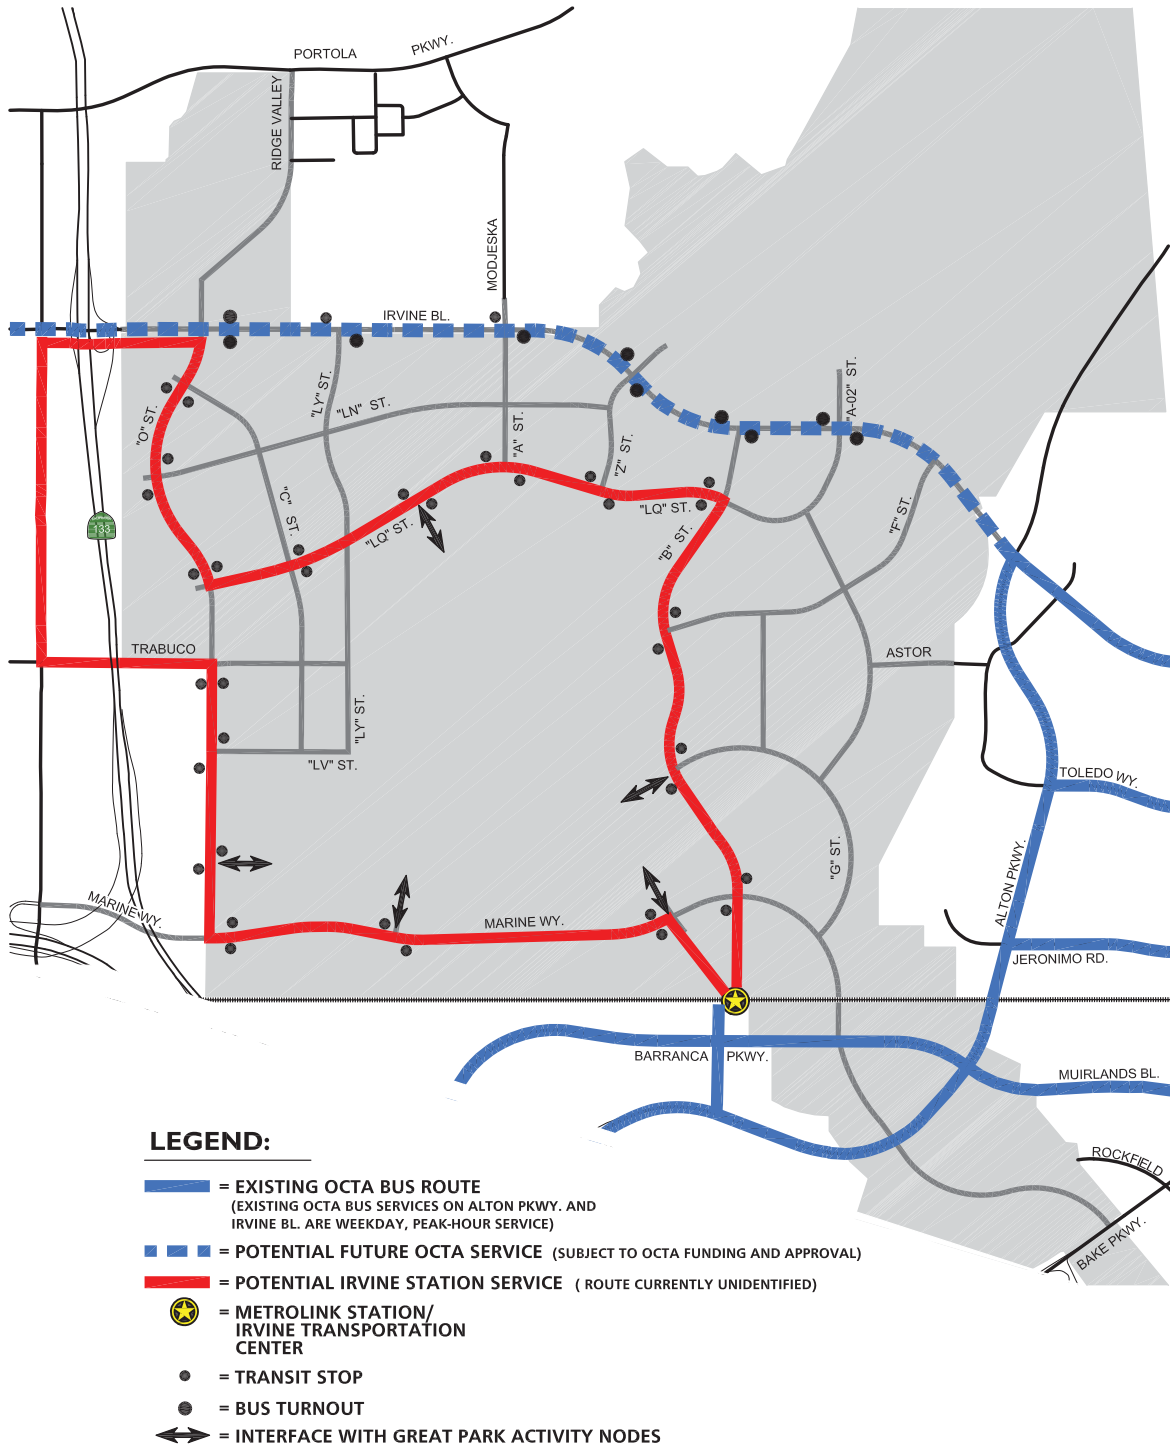 PORTOLA
PKWY.
RIDGE VALLEY
MODJESKA
IRVINE BL.
"LY" ST.
"LN" ST.
"O" ST.
"A" ST.
"Z" ST.
"A-02" ST.
"C" ST.
"LQ" ST.
"LQ" ST.
"B" ST.
"F" ST.
133
TRABUCO
ASTOR
"LY" ST.
"LV" ST.
TOLEDO WY.
"G" ST.
ALTON PKWY.
MARINE WY.
MARINE WY.
JERONIMO RD.
BARRANCA PKWY.
MUIRLANDS BL.
ROCKFIELD
BAKE PKWY.
LEGEND:
= EXISTING OCTA BUS ROUTE
(EXISTING OCTA BUS SERVICES ON ALTON PKWY. AND
IRVINE BL. ARE WEEKDAY, PEAK-HOUR SERVICE)
= POTENTIAL FUTURE OCTA SERVICE (SUBJECT TO OCTA FUNDING AND APPROVAL)
= POTENTIAL IRVINE STATION SERVICE ( ROUTE CURRENTLY UNIDENTIFIED)
= METROLINK STATION/
IRVINE TRANSPORTATION
CENTER
= TRANSIT STOP
= BUS TURNOUT
= INTERFACE WITH GREAT PARK ACTIVITY NODES